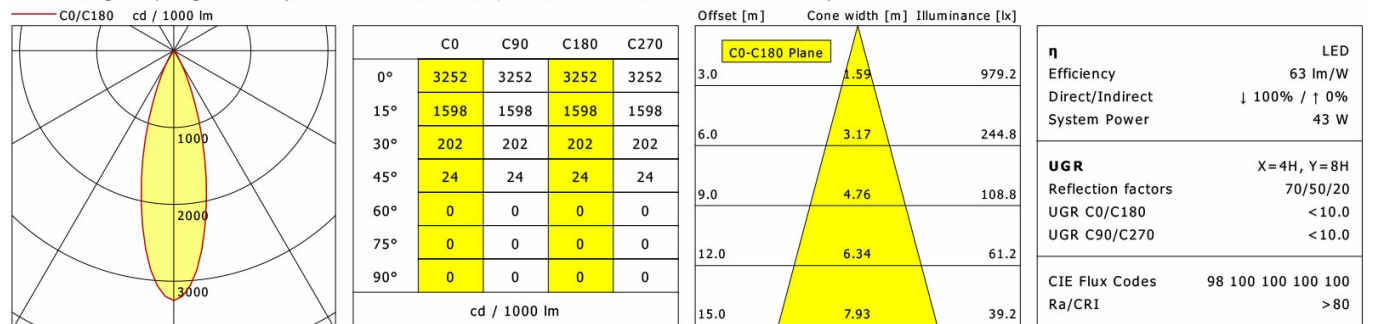 C0/C180 cd / 1000 lm
1000
2000
3000
C0 C90 C180 C270
0° 3252 3252 3252 3252
15° 1598 1598 1598 1598
30° 202 202 202 202
45° 24 24 24 24
60° 0 0 0 0
75° 0 0 0 0
90° 0 0 0 0
cd / 1000 lm
Offset [m] Cone width [m] Illuminance [lx]
C0-C180 Plane
3.0 1.59 979.2
6.0 3.17 244.8
9.0 4.76 108.8
12.0 6.34 61.2
15.0 7.93 39.2
η LED
Efficiency 63 lm/W
Direct/Indirect ↓ 100% / ↑ 0%
System Power 43 W
UGR X=4H, Y=8H
Reflection factors 70/50/20
UGR C0/C180 <10.0
UGR C90/C270 <10.0
CIE Flux Codes 98 100 100 100 100
Ra/CRI >80